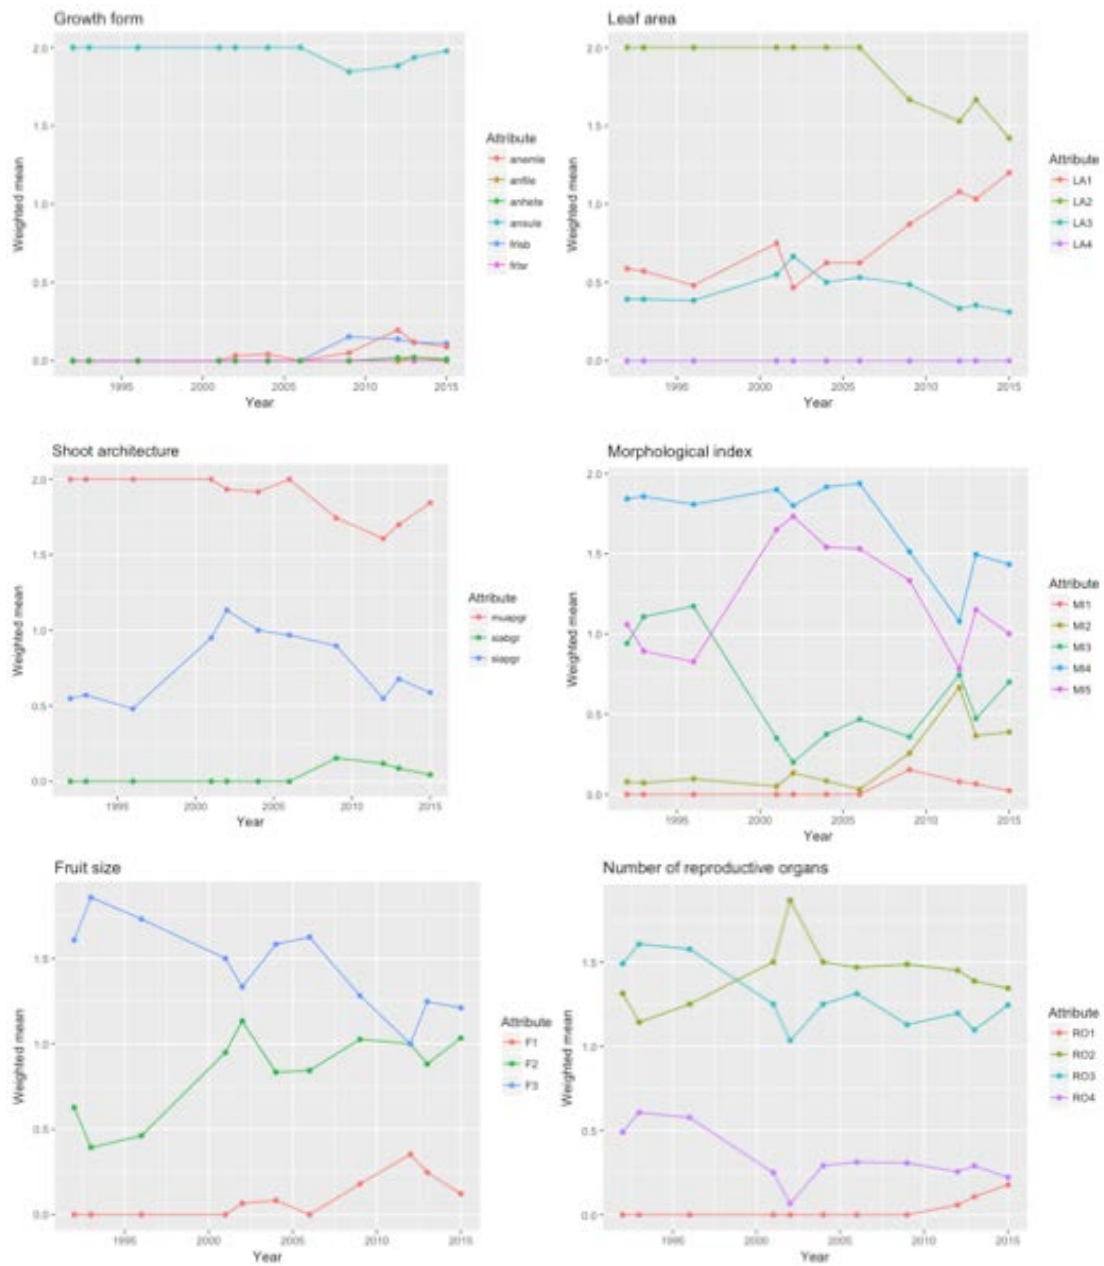 Growth form
Weighted mean
2.0
1.5
1.0
0.5
0.0
1995
2000
2005
2010
2015
Year
Attribute
anemle
anfile
anhete
ansule
Leaf area
Weighted mean
2.0
1.5
1.0
0.5
0.0
1995
2000
2005
2010
2015
Year
Attribute
LA1
LA2
LA3
LA4
Shoot architecture
Weighted mean
2.0
1.5
1.0
0.5
0.0
1995
2000
2005
2010
2015
Year
Attribute
muapgr
siabgr
siapgr
Morphological index
Weighted mean
2.0
1.5
1.0
0.5
0.0
1995
2000
2005
2010
2015
Year
Attribute
MI1
MI2
MI3
MI4
MI5
Fruit size
Weighted mean
1.5
1.0
0.5
0.0
1995
2000
2005
2010
2015
Year
Attribute
F1
F2
F3
Number of reproductive organs
Weighted mean
1.5
1.0
0.5
0.0
1995
2000
2005
2010
2015
Year
Attribute
RO1
RO2
RO3
RO4